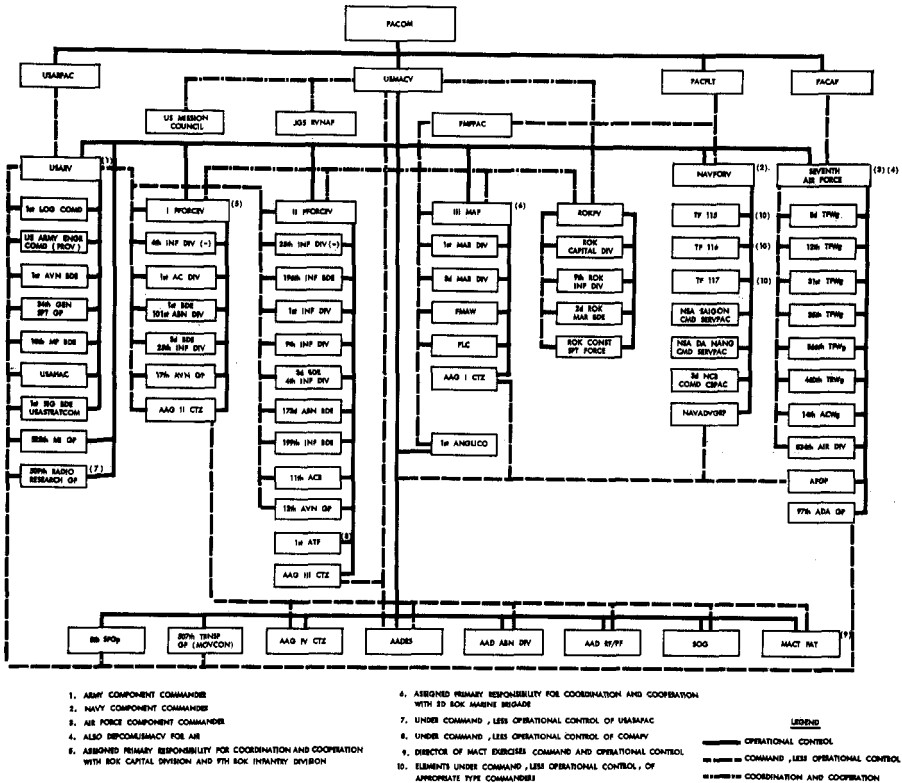 PACOM
USARPAC
USMACV
PACFLT
PACAF
US MISSION
COUNCIL
JGS RVNAF
FMFPAC
USARV
(1)
NAVFORV
(2)
SEVENTH
AIR FORCE
(3) (4)
1st LOG COMD
US ARMY ENGR
COMD (PROV)
1st AVN BDE
34th GEN
SPT GP
18th MP BDE
USAHAC
1st SIG BDE
USASTRATCOM
525th MI GP
509th RADIO
RESEARCH GP
(7)
I FFORCEV
(5)
4th INF DIV (-)
1st AC DIV
1st BDE
101st ABN DIV
3d BDE
25th INF DIV
17th AVN GP
AAG II CTZ
II FFORCEV
25th INF DIV (-)
196th INF BDE
1st INF DIV
9th INF DIV
3d BDE
4th INF DIV
173d ABN BDE
199th INF BDE
11th ACR
12th AVN GP
1st ATF
(8)
AAG III CTZ
III MAF
(6)
1st MAR DIV
3d MAR DIV
FMAW
FLC
AAG I CTZ
1st ANGLICO
ROKFV
ROK
CAPITAL DIV
9th ROK
INF DIV
2d ROK
MAR BDE
ROK CONST
SPT FORCE
TF 115
(10)
TF 116
(10)
TF 117
(10)
NSA SAIGON
CMD SERVPAC
NSA DA NANG
CMD SERVPAC
3d NCB
COMD CBPAC
NAVADVGRP
3d TFWg
12th TFWg
31st TFWg
35th TFWg
366th TFWg
460th TRWg
14th ACWg
834th AIR DIV
AFGP
97th ADA GP
5th SFGp
507th TRNSP
GP (MOVCON)
AAG IV CTZ
AADES
AAD ABN DIV
AAD RF/PF
SOG
MACT PAT
(9)
1. ARMY COMPONENT COMMANDER
2. NAVY COMPONENT COMMANDER
3. AIR FORCE COMPONENT COMMANDER
4. ALSO DEPCOMUSMACV FOR AIR
5. ASSIGNED PRIMARY RESPONSIBILITY FOR COORDINATION AND COOPERATION
WITH ROK CAPITAL DIVISION AND 9TH ROK INFANTRY DIVISION
6. ASSIGNED PRIMARY RESPONSIBILITY FOR COORDINATION AND COOPERATION
WITH 2D ROK MARINE BRIGADE
7. UNDER COMMAND, LESS OPERATIONAL CONTROL OF USARPAC
8. UNDER COMMAND, LESS OPERATIONAL CONTROL OF COMAFV
9. DIRECTOR OF MACT EXERCISES COMMAND AND OPERATIONAL CONTROL
10. ELEMENTS UNDER COMMAND, LESS OPERATIONAL CONTROL, OF
APPROPRIATE TYPE COMMANDERS
LEGEND
OPERATIONAL CONTROL
COMMAND, LESS OPERATIONAL CONTROL
COORDINATION AND COOPERATION